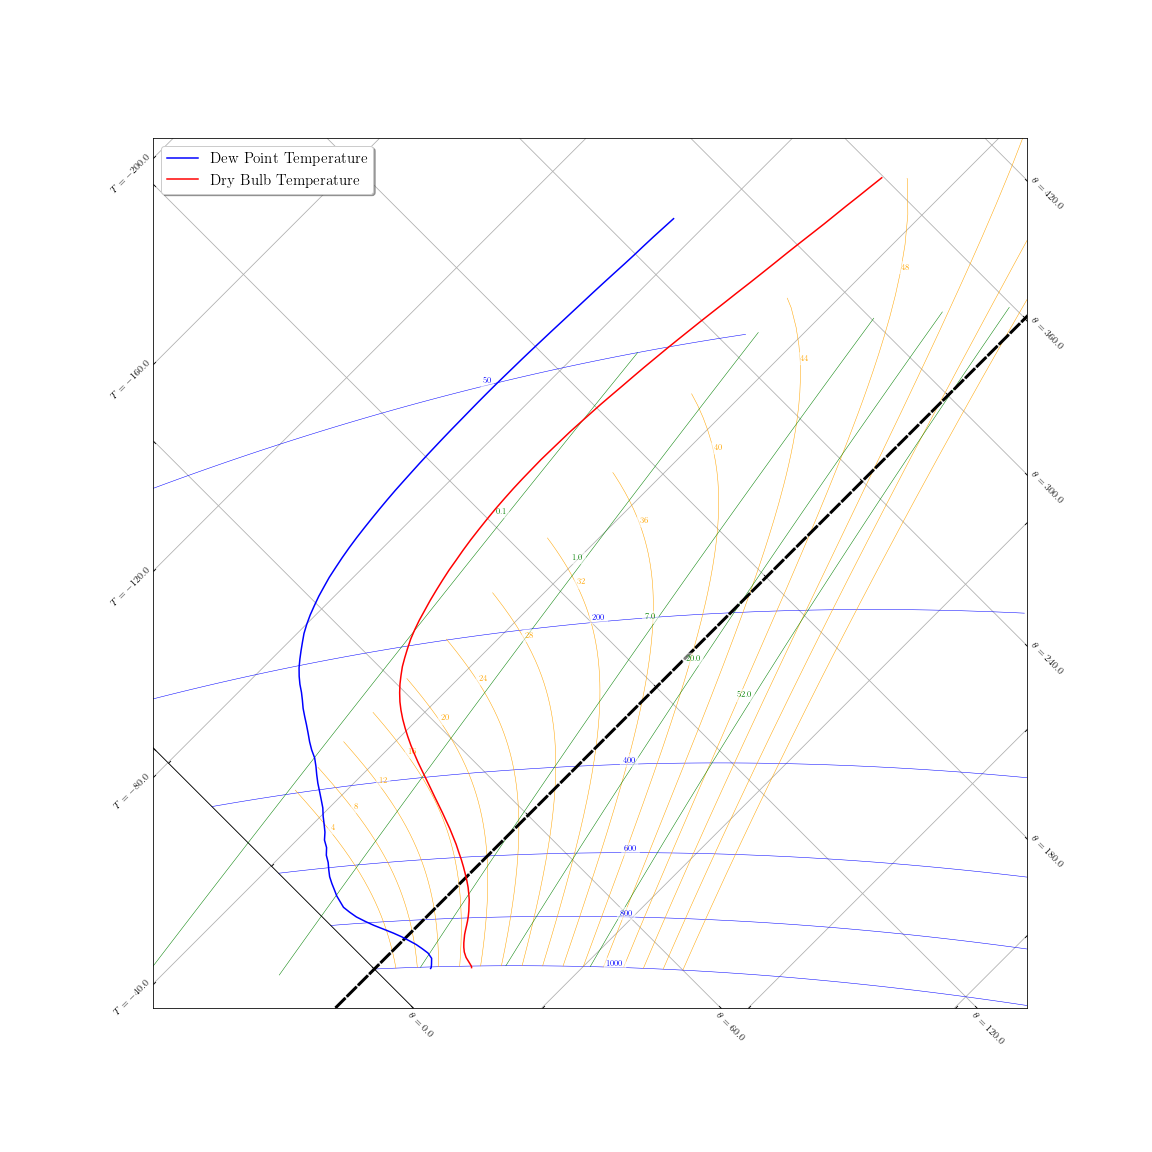 Dew Point Temperature
Dry Bulb Temperature
T = −200.0
T = −160.0
T = −120.0
T = −80.0
T = −40.0
θ = 420.0
θ = 360.0
θ = 300.0
θ = 240.0
θ = 180.0
θ = 0.0
θ = 60.0
θ = 120.0
48
44
50
40
0.1
36
1.0
32
200
7.0
28
20.0
24
52.0
20
400
12
8
4
600
800
1000